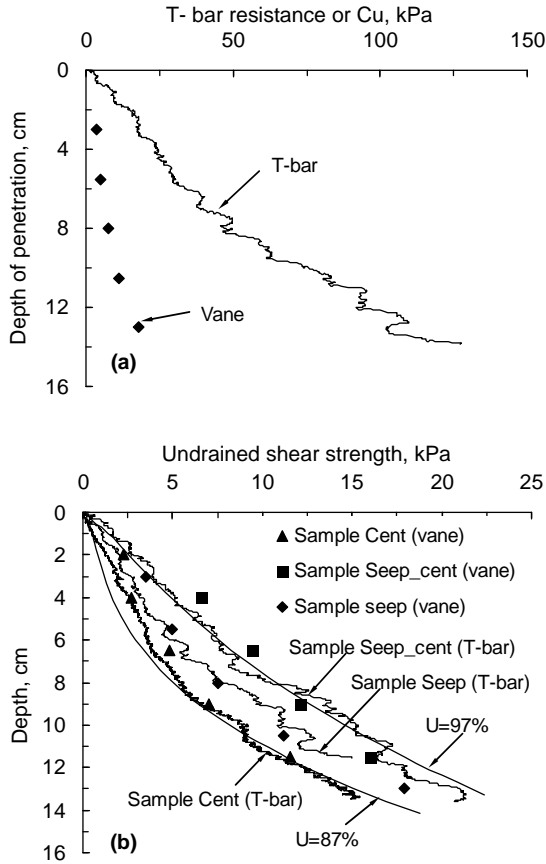 T- bar resistance or Cu, kPa
0 50 100 150
0
4
8
12
16
Depth of penetration, cm
T-bar
Vane
(a)
Undrained shear strength, kPa
0 5 10 15 20 25
0
2
4
6
8
10
12
14
16
Depth, cm
Sample Cent (vane)
Sample Seep_cent (vane)
Sample seep (vane)
Sample Seep_cent (T-bar)
Sample Seep (T-bar)
U=97%
Sample Cent (T-bar)
U=87%
(b)